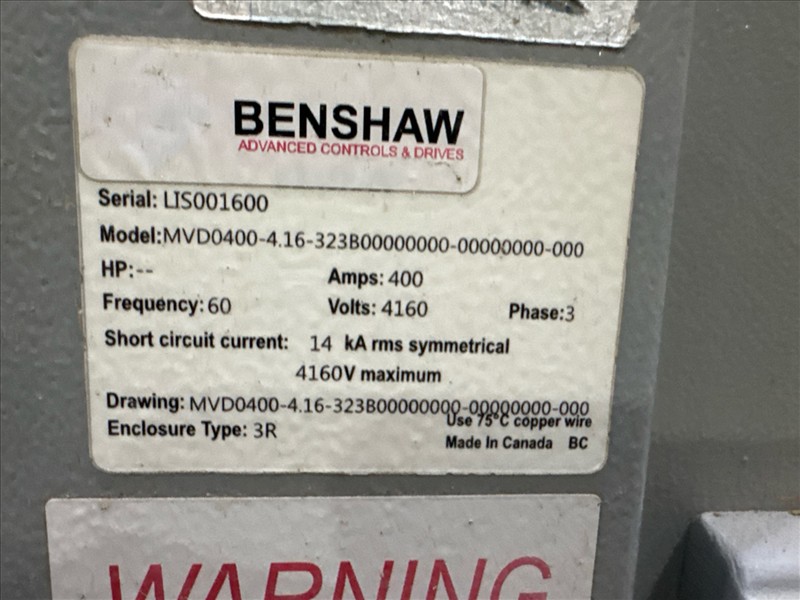 BENSHAW
ADVANCED CONTROLS & DRIVES
Serial: LIS001600
Model:MVD0400-4.16-323B00000000-00000000-000
HP:-- Amps: 400
Frequency: 60 Volts: 4160 Phase:3
Short circuit current: 14 kA rms symmetrical
4160V maximum
Drawing: MVD0400-4.16-323B00000000-00000000-000
Use 75°C copper wire
Enclosure Type: 3R Made In Canada BC
WARNING